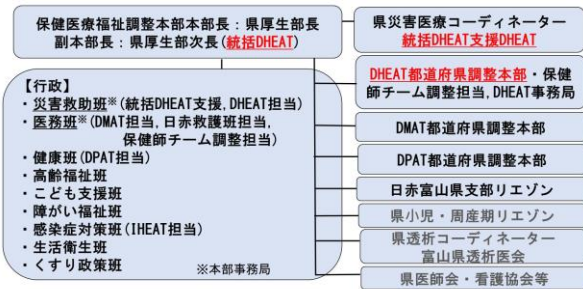 保健医療福祉調整本部本部長：県厚生部長
副本部長：県厚生部次長(統括DHEAT)
【行政】
・災害救助班※(統括DHEAT支援,DHEAT担当)
・医務班※(DMAT担当,日赤救護班担当,
保健師チーム調整担当)
・健康班(DPAT担当)
・高齢福祉班
・こども支援班
・障がい福祉班
・感染症対策班(IHEAT担当)
・生活衛生班
・くすり政策班
※本部事務局
県災害医療コーディネーター
統括DHEAT支援DHEAT
DHEAT都道府県調整本部・保健
師チーム調整担当,DHEAT事務局
DMAT都道府県調整本部
DPAT都道府県調整本部
日赤富山県支部リエゾン
県小児・周産期リエゾン
県透析コーディネーター
富山県透析医会
県医師会・看護協会等